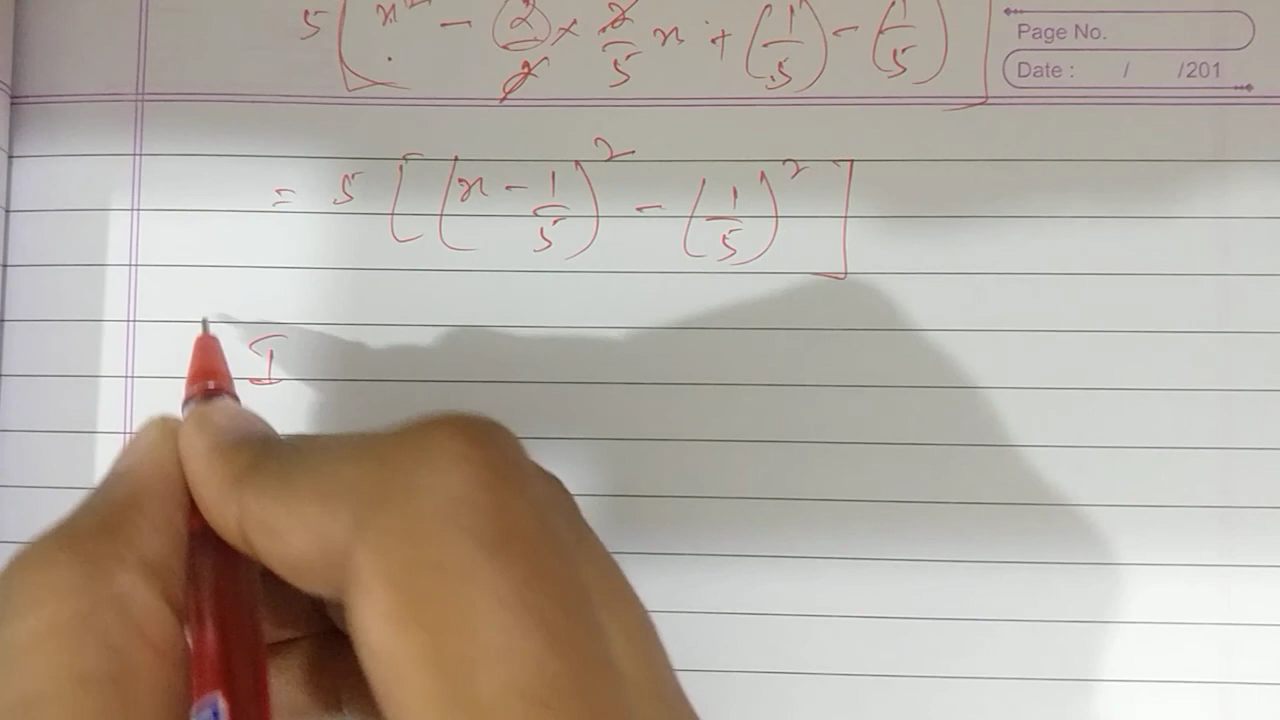 5 [ x² - 2/2 × 2/5 x + (1/5) - (1/5)
Page No.
Date : / /201
= 5 [ (x - 1/5)² - (1/5)² ]
I